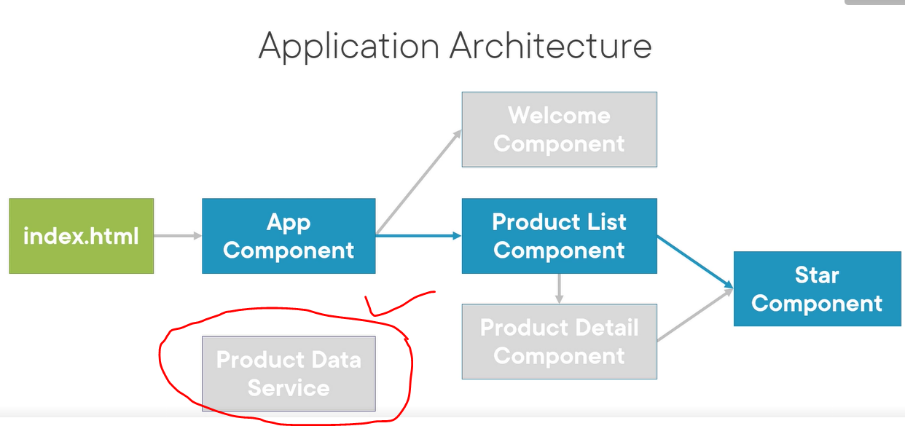 Application Architecture
Welcome
Component
index.html
App
Component
Product List
Component
Star
Component
Product Data
Service
Product Detail
Component